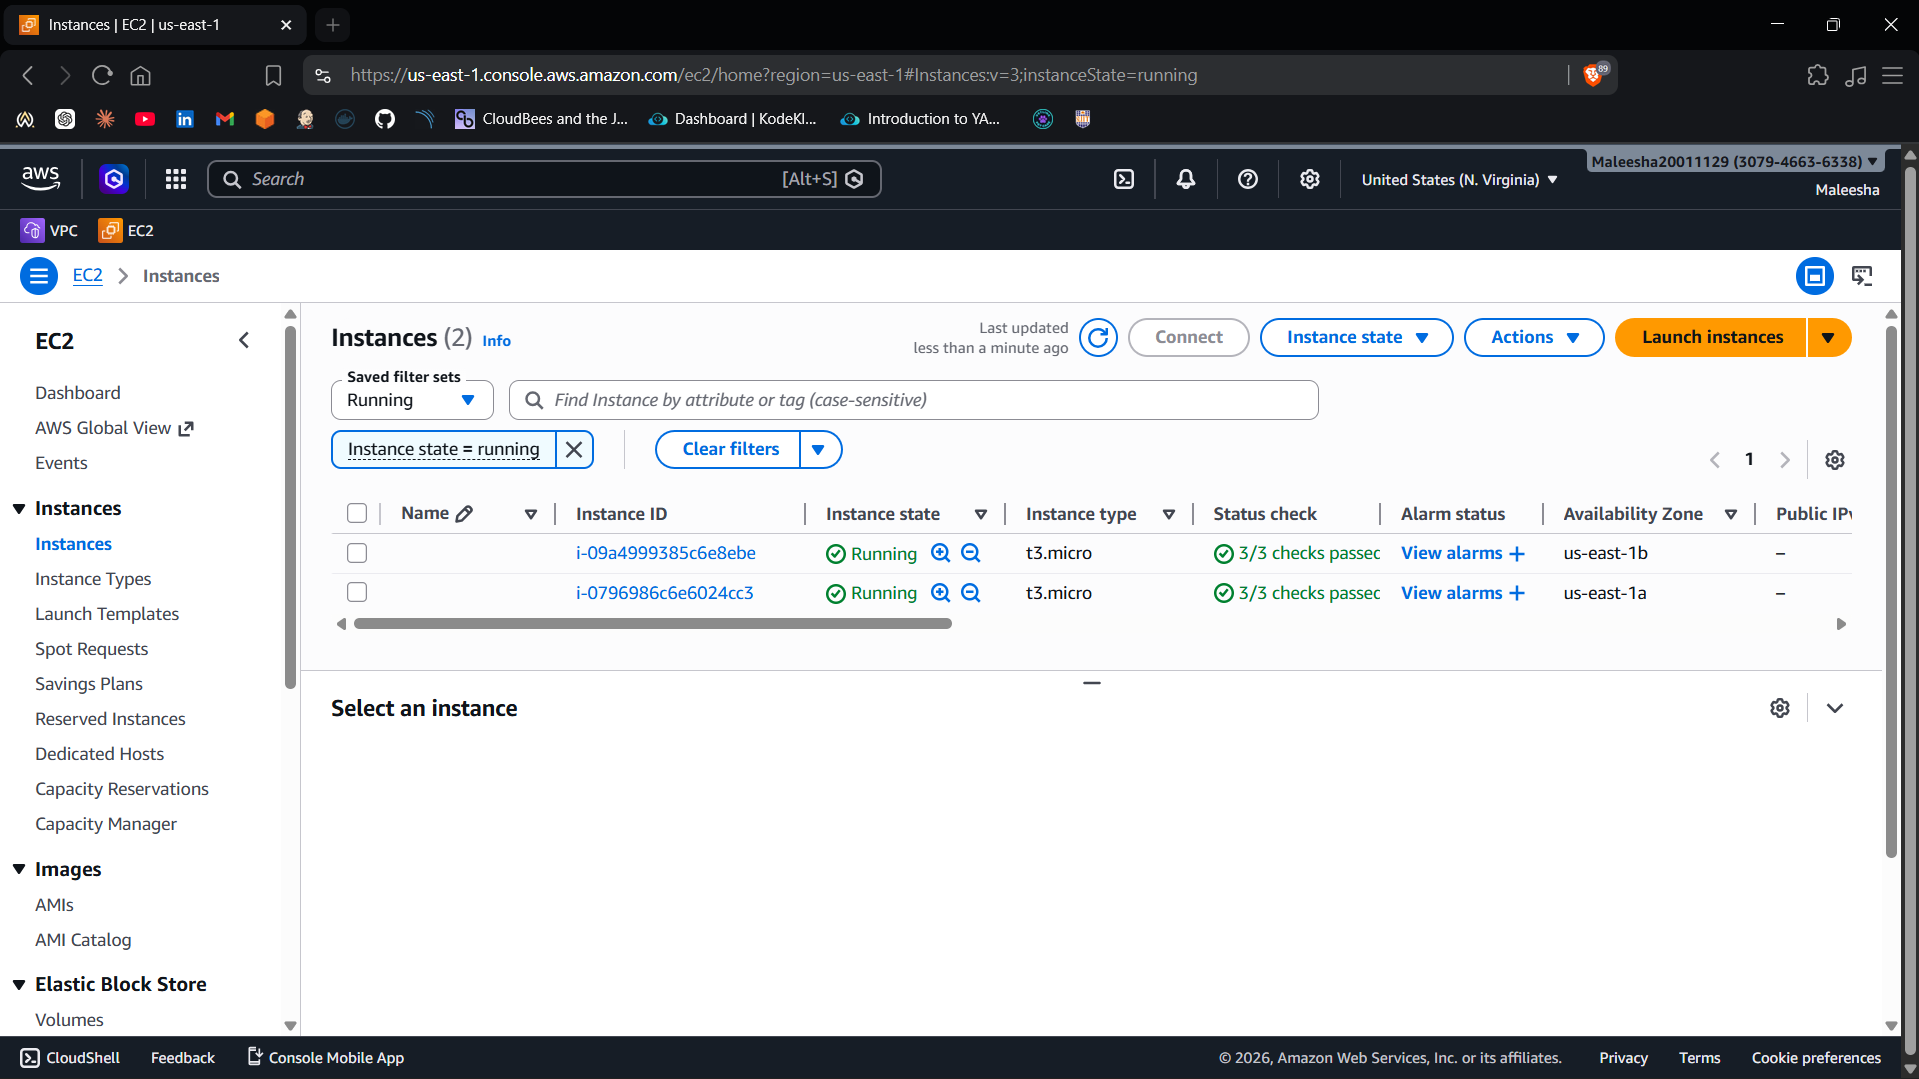 Instances | EC2 | us-east-1
https://us-east-1.console.aws.amazon.com/ec2/home?region=us-east-1#Instances:v=3;instanceState=running
89
CloudBees and the J...
Dashboard | KodeKl...
Introduction to YA...
aws
Search
[Alt+S]
United States (N. Virginia)
Maleesha20011129 (3079-4663-6338)
Maleesha
VPC
EC2
EC2
Instances
EC2
Dashboard
AWS Global View
Events
Instances
Instances
Instance Types
Launch Templates
Spot Requests
Savings Plans
Reserved Instances
Dedicated Hosts
Capacity Reservations
Capacity Manager
Images
AMIs
AMI Catalog
Elastic Block Store
Volumes
Instances (2) Info
Last updated
less than a minute ago
Connect
Instance state
Actions
Launch instances
Saved filter sets
Running
Find Instance by attribute or tag (case-sensitive)
Instance state = running
Clear filters
1
Name Instance ID Instance state Instance type Status check Alarm status Availability Zone Public IPv
i-09a4999385c6e8ebe Running t3.micro 3/3 checks passed View alarms + us-east-1b –
i-0796986c6e6024cc3 Running t3.micro 3/3 checks passed View alarms + us-east-1a –
Select an instance
CloudShell Feedback Console Mobile App © 2026, Amazon Web Services, Inc. or its affiliates. Privacy Terms Cookie preferences